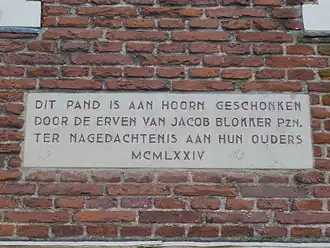 DIT PAND IS AAN HOORN GESCHONKEN
DOOR DE ERVEN VAN JACOB BLOKKER PZN.
TER NAGEDACHTENIS AAN HUN OUDERS
MCMLXXIV